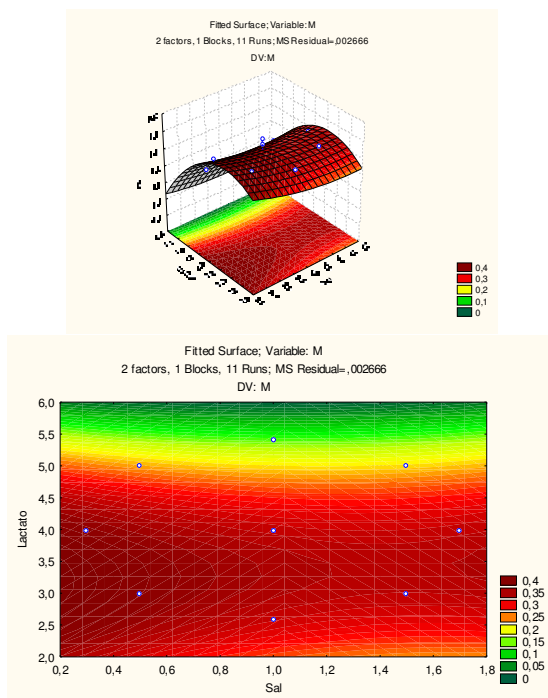 Fitted Surface; Variable: M
2 factors, 1 Blocks, 11 Runs; MS Residual=,002666
DV: M
0,4
0,3
0,2
0,1
0
Fitted Surface; Variable: M
2 factors, 1 Blocks, 11 Runs; MS Residual=,002666
DV: M
6,0
5,5
5,0
4,5
4,0
3,5
3,0
2,5
2,0
Lactato
0,2 0,4 0,6 0,8 1,0 1,2 1,4 1,6 1,8
Sal
0,4
0,35
0,3
0,25
0,2
0,15
0,1
0,05
0